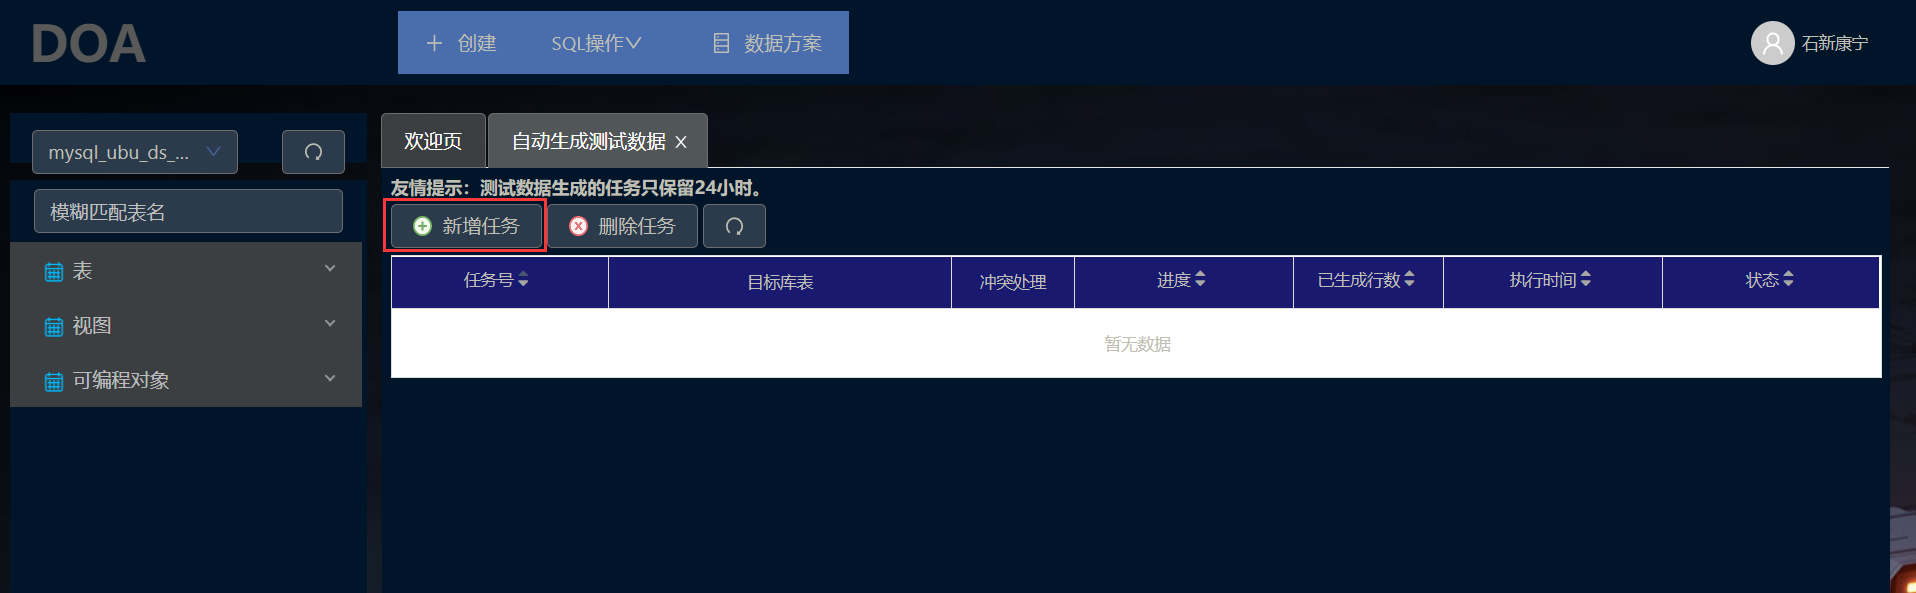 DOA
创建 SQL操作 数据方案
石新康宁
mysql_ubu_ds_...
模糊匹配表名
表
视图
可编程对象
欢迎页 自动生成测试数据 X
友情提示：测试数据生成的任务只保留24小时。
新增任务 删除任务
任务号 目标库表 冲突处理 进度 已生成行数 执行时间 状态
暂无数据